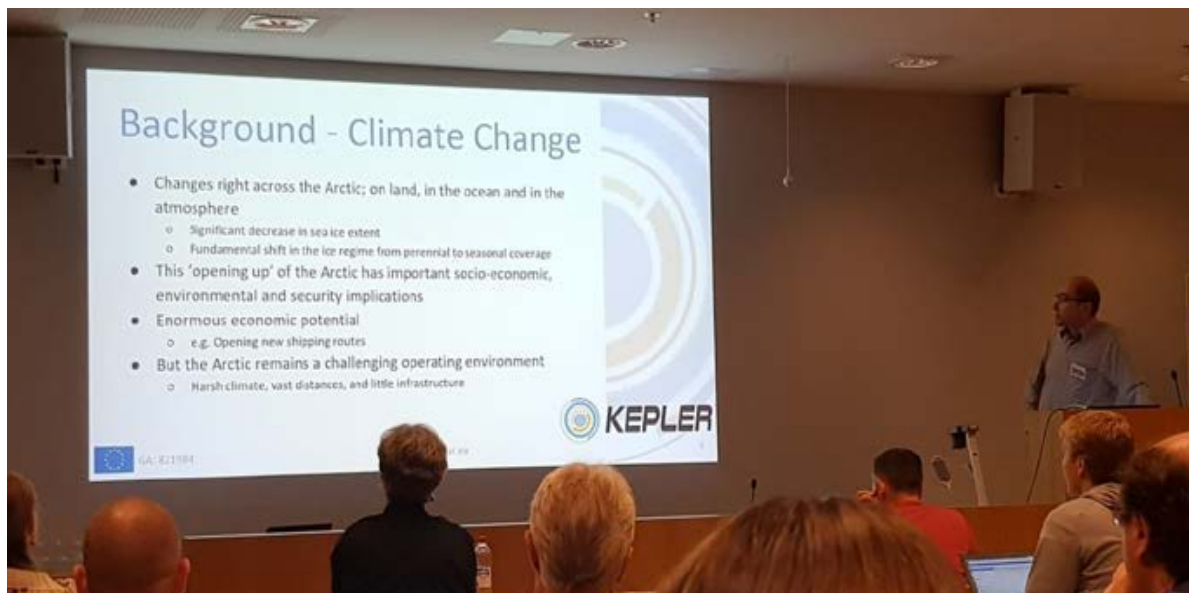 Background - Climate Change
● Changes right across the Arctic; on land, in the ocean and in the
atmosphere
○ Significant decrease in sea ice extent
○ Fundamental shift in the ice regime from perennial to seasonal coverage
● This 'opening up' of the Arctic has important socio-economic,
environmental and security implications
● Enormous economic potential
○ e.g. Opening new shipping routes
● But the Arctic remains a challenging operating environment
○ Harsh climate, vast distances, and little infrastructure
KEPLER
GA: 821984